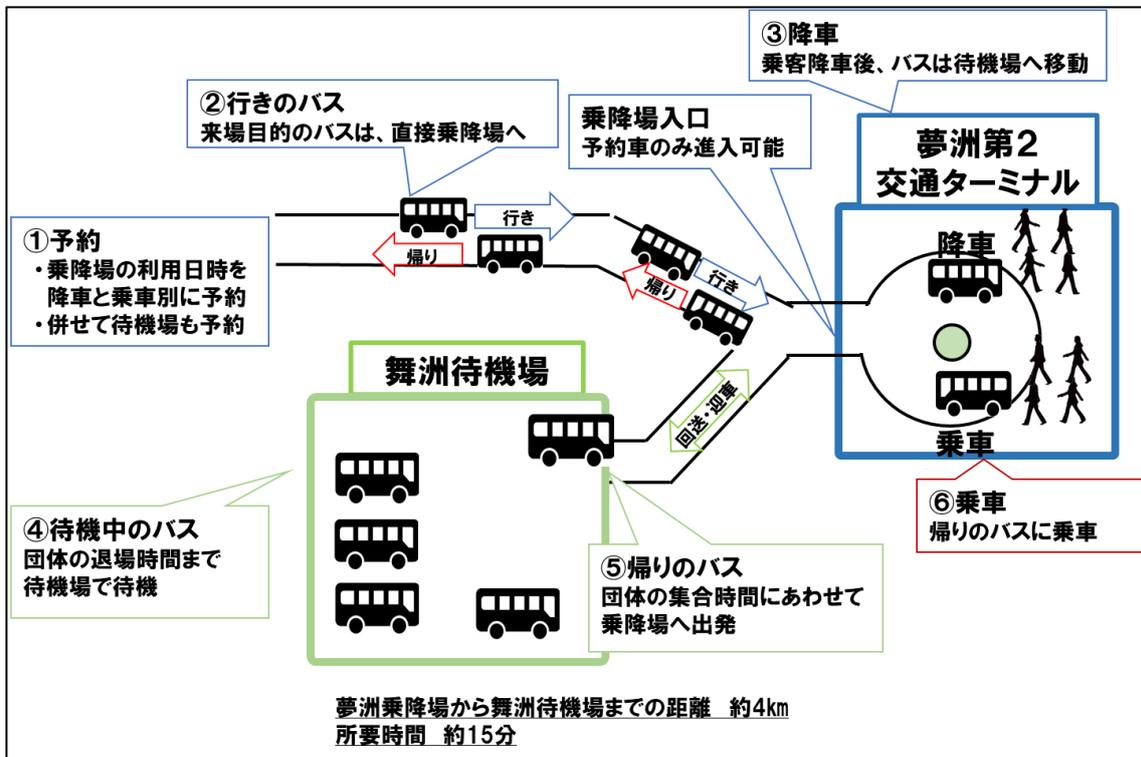 ③降車
乗客降車後、バスは待機場へ移動
②行きのバス
来場目的のバスは、直接乗降場へ
乗降場入口
予約車のみ進入可能
夢洲第2
交通ターミナル
①予約
・乗降場の利用日時を
降車と乗車別に予約
・併せて待機場も予約
行き
帰り
行き
帰り
降車
乗車
舞洲待機場
回送・迎車
④待機中のバス
団体の退場時間まで
待機場で待機
⑤帰りのバス
団体の集合時間にあわせて
乗降場へ出発
⑥乗車
帰りのバスに乗車
夢洲乗降場から舞洲待機場までの距離 約4km
所要時間 約15分